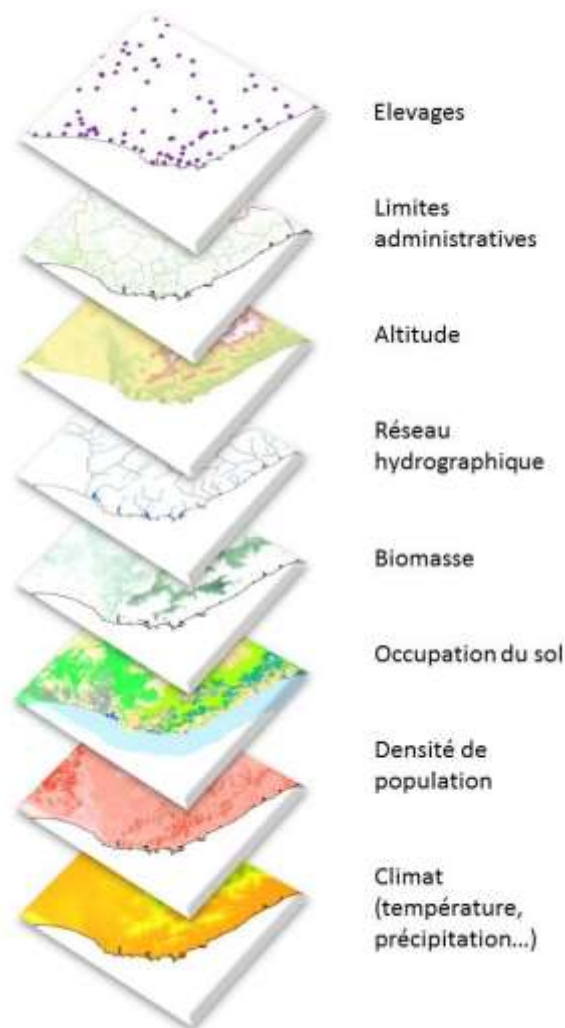 Elevages
Limites
administratives
Altitude
Réseau
hydrographique
Biomasse
Occupation du sol
Densité de
population
Climat
(température,
précipitation...)